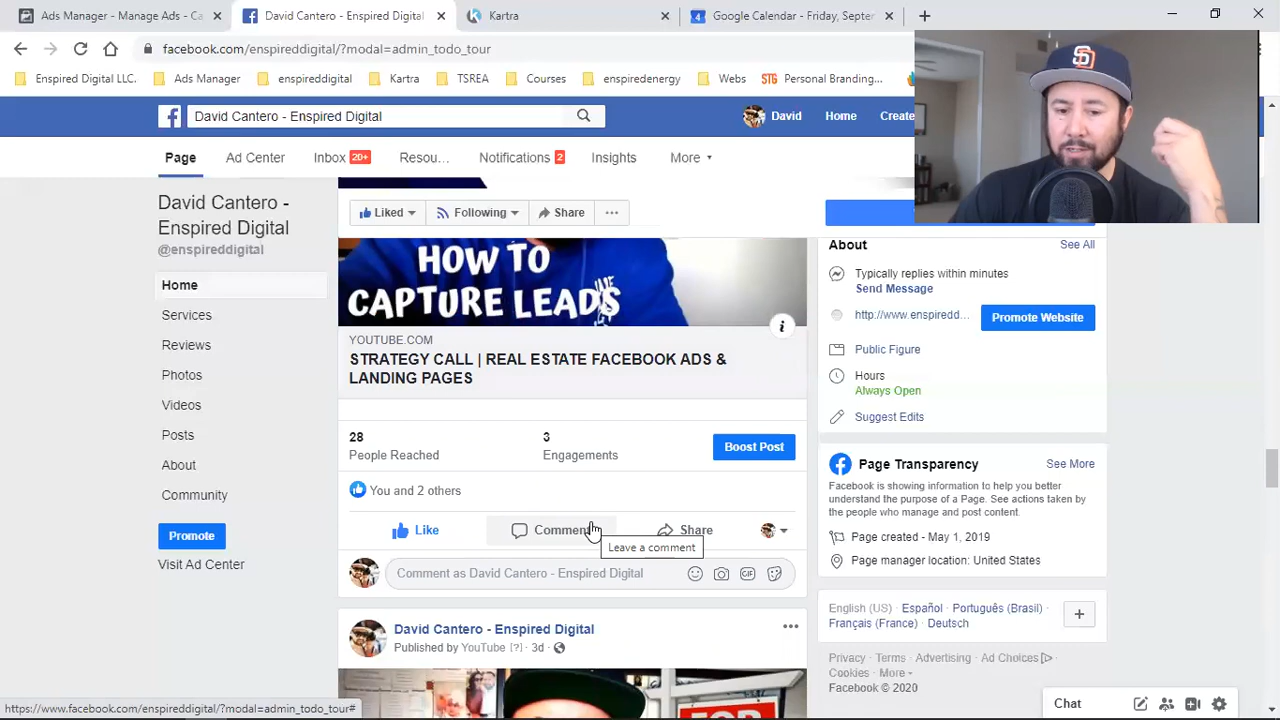 Ads Manager - Manage Ads - Ca
David Cantero - Enspired Digital
Kartra
Google Calendar - Friday, Septer
facebook.com/enspireddigital/?modal=admin_todo_tour
Enspired Digital LLC.
Ads Manager
enspireddigital
Kartra
TSREA
Courses
enspiredenergy
Webs
STG Personal Branding...
David Cantero - Enspired Digital
David
Home
Create
Page
Ad Center
Inbox 20+
Resou...
Notifications 2
Insights
More
David Cantero -
Enspired Digital
@enspireddigital
Home
Services
Reviews
Photos
Videos
Posts
About
Community
Promote
Visit Ad Center
Liked
Following
Share
HOW TO
CAPTURE LEADS
YOUTUBE.COM
STRATEGY CALL | REAL ESTATE FACEBOOK ADS &
LANDING PAGES
28
People Reached
3
Engagements
Boost Post
You and 2 others
Like
Comment
Share
Leave a comment
Comment as David Cantero - Enspired Digital
GIF
David Cantero - Enspired Digital
Published by YouTube [?] · 3d ·
FOR
About
See All
Typically replies within minutes
Send Message
http://www.enspiredd...
Promote Website
Public Figure
Hours
Always Open
Suggest Edits
Page Transparency
See More
Facebook is showing information to help you better
understand the purpose of a Page. See actions taken by
the people who manage and post content.
Page created - May 1, 2019
Page manager location: United States
English (US) · Español · Português (Brasil) ·
Français (France) · Deutsch
Privacy · Terms · Advertising · Ad Choices ·
Cookies · More
Facebook © 2020
Chat
https://www.facebook.com/enspireddigital/?modal=admin_todo_tour#